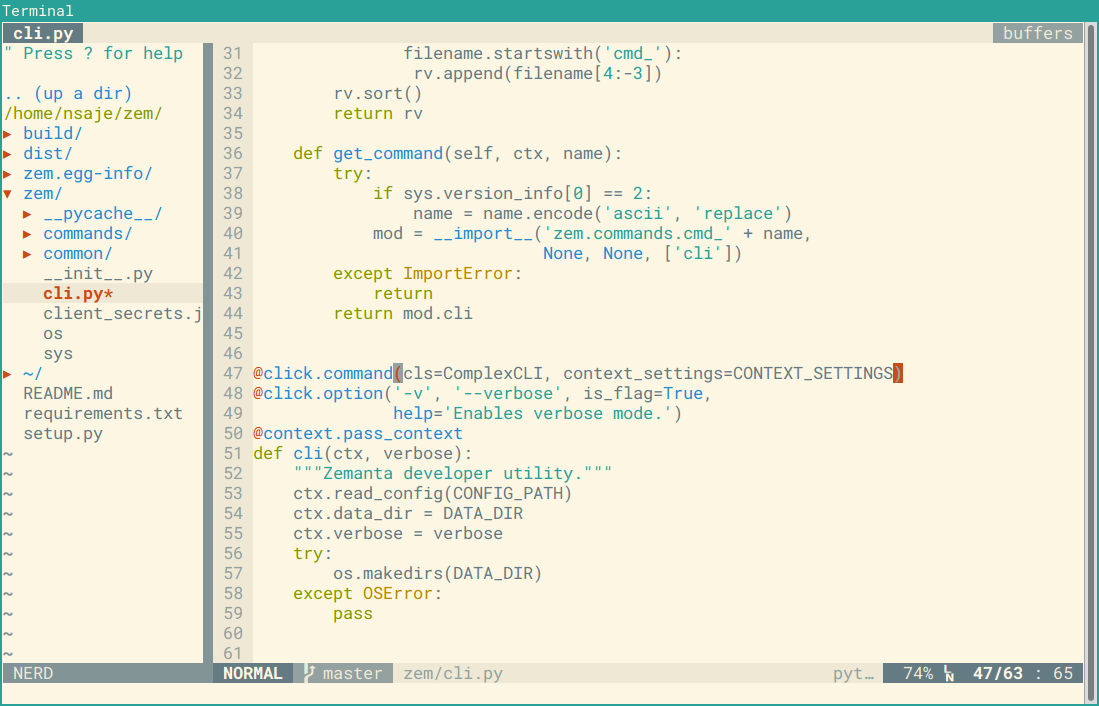 Terminal
cli.py
buffers
" Press ? for help
.. (up a dir)
/home/nsaje/zem/
▸ build/
▸ dist/
▸ zem.egg-info/
▾ zem/
▸ __pycache__/
▸ commands/
▸ common/
__init__.py
cli.py*
client_secrets.j
os
sys
▸ ~/
README.md
requirements.txt
setup.py
~
~
~
~
~
~
~
~
~
~
~
31 filename.startswith('cmd_'):
32 rv.append(filename[4:-3])
33 rv.sort()
34 return rv
35
36 def get_command(self, ctx, name):
37 try:
38 if sys.version_info[0] == 2:
39 name = name.encode('ascii', 'replace')
40 mod = __import__('zem.commands.cmd_' + name,
41 None, None, ['cli'])
42 except ImportError:
43 return
44 return mod.cli
45
46
47 @click.command(cls=ComplexCLI, context_settings=CONTEXT_SETTINGS)
48 @click.option('-v', '--verbose', is_flag=True,
49 help='Enables verbose mode.')
50 @context.pass_context
51 def cli(ctx, verbose):
52 """Zemanta developer utility."""
53 ctx.read_config(CONFIG_PATH)
54 ctx.data_dir = DATA_DIR
55 ctx.verbose = verbose
56 try:
57 os.makedirs(DATA_DIR)
58 except OSError:
59 pass
60
61
NERD
NORMAL master zem/cli.py pyt… 74% LN 47/63 : 65